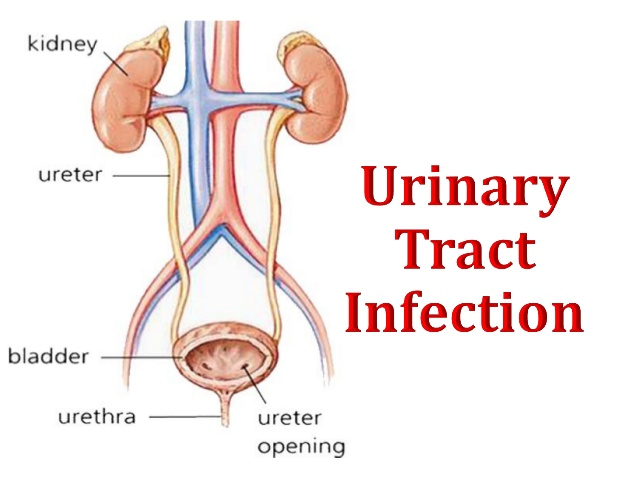 kidney
ureter
Urinary
Tract
Infection
bladder
urethra
ureter
opening